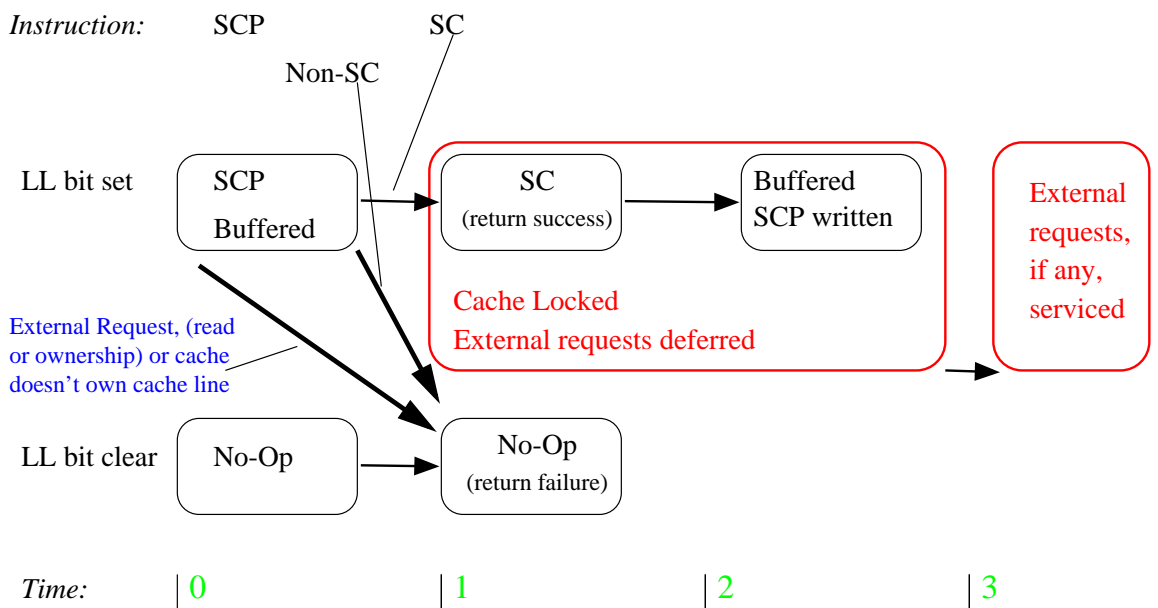 Instruction: SCP SC
Non-SC
LL bit set
SCP
Buffered
SC
(return success)
Buffered
SCP written
External
requests,
if any,
serviced
Cache Locked
External requests deferred
External Request, (read
or ownership) or cache
doesn’t own cache line
LL bit clear
No-Op
No-Op
(return failure)
Time: 0 1 2 3